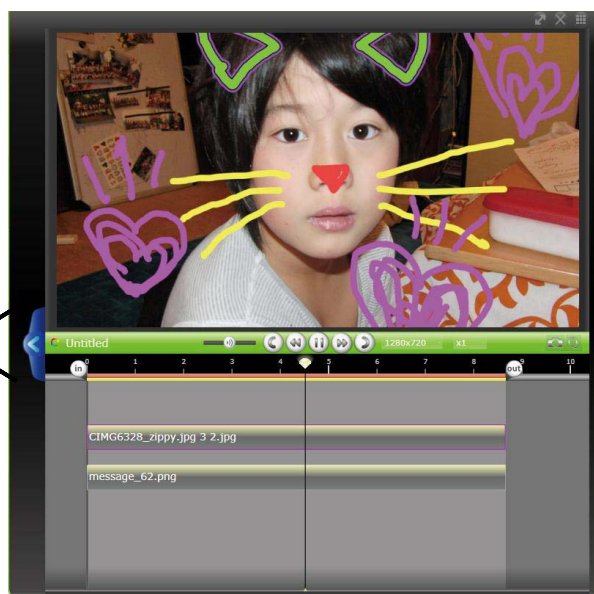 Untitled
1280x720 x1
in 0 1 2 3 4 5 6 7 8 out 10
CIMG6328_zippy.jpg 3 2.jpg
message_62.png